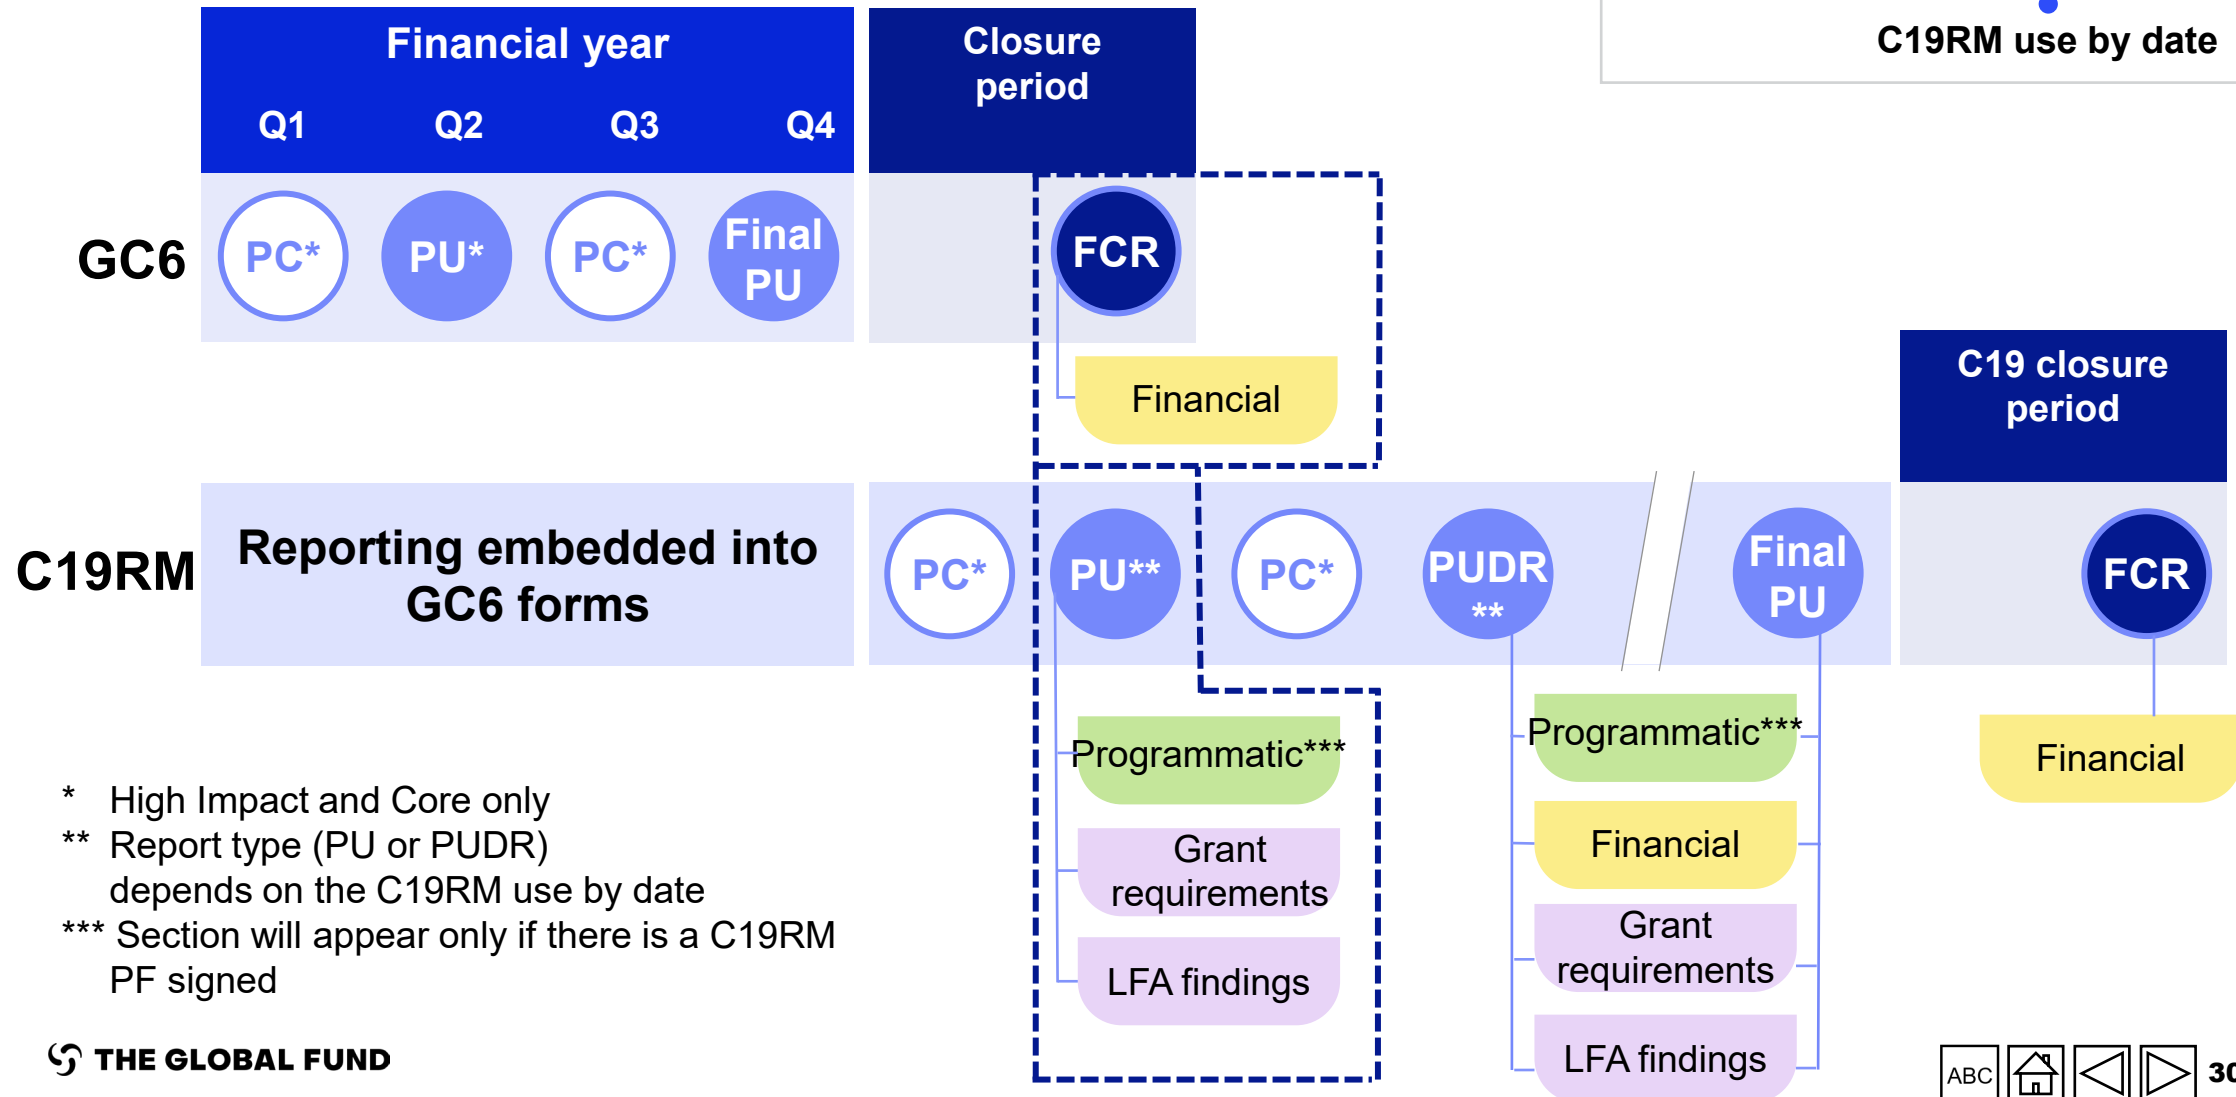 C19RM use by date
Financial year
Q1 Q2 Q3 Q4
Closure
period
GC6
PC*
PU*
PC*
Final
PU
FCR
Financial
C19 closure
period
C19RM
Reporting embedded into
GC6 forms
PC*
PU**
PC*
PUDR
**
Final
PU
FCR
Programmatic***
Grant
requirements
LFA findings
Programmatic***
Financial
Grant
requirements
LFA findings
Financial
* High Impact and Core only
** Report type (PU or PUDR)
depends on the C19RM use by date
*** Section will appear only if there is a C19RM
PF signed
THE GLOBAL FUND
ABC
30